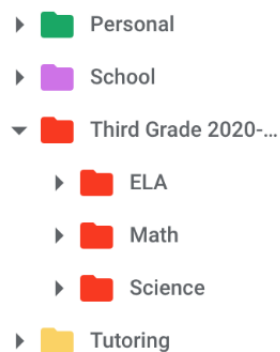 Personal
School
Third Grade 2020-...
ELA
Math
Science
Tutoring